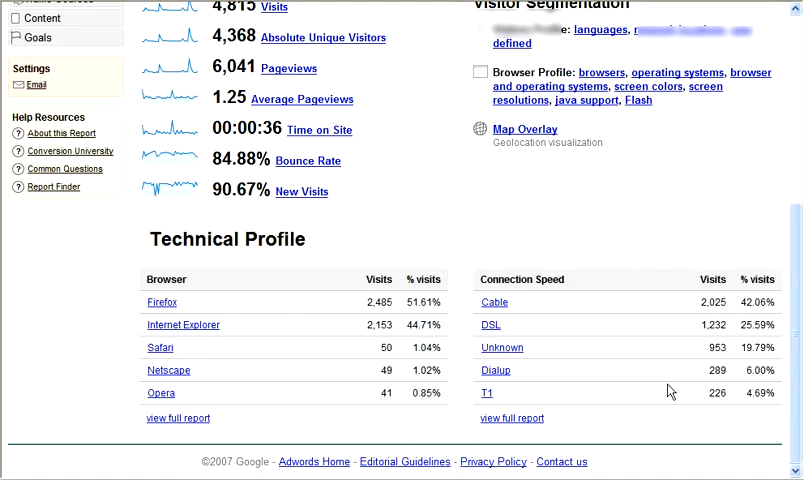 Content
Goals
Settings
Email
Help Resources
? About this Report
? Conversion University
? Common Questions
? Report Finder
4,815 Visits
4,368 Absolute Unique Visitors
6,041 Pageviews
1.25 Average Pageviews
00:00:36 Time on Site
84.88% Bounce Rate
90.67% New Visits
Visitor Segmentation
languages,
defined
Browser Profile: browsers, operating systems, browser
and operating systems, screen colors, screen
resolutions, java support, Flash
Map Overlay
Geolocation visualization
Technical Profile
Browser Visits % visits
Firefox 2,485 51.61%
Internet Explorer 2,153 44.71%
Safari 50 1.04%
Netscape 49 1.02%
Opera 41 0.85%
view full report
Connection Speed Visits % visits
Cable 2,025 42.06%
DSL 1,232 25.59%
Unknown 953 19.79%
Dialup 289 6.00%
T1 226 4.69%
view full report
©2007 Google - Adwords Home - Editorial Guidelines - Privacy Policy - Contact us